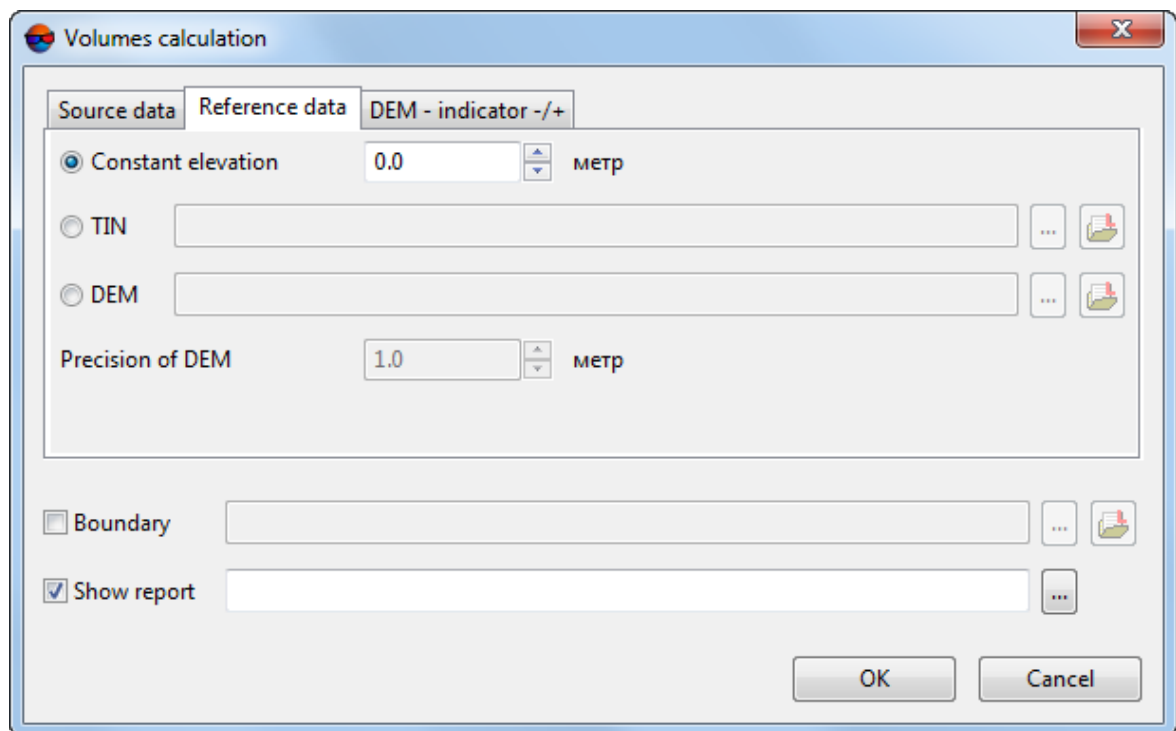 Volumes calculation
Source data Reference data DEM - indicator -/+
Constant elevation 0.0 метр
TIN ...
DEM ...
Precision of DEM 1.0 метр
Boundary ...
Show report ...
OK Cancel